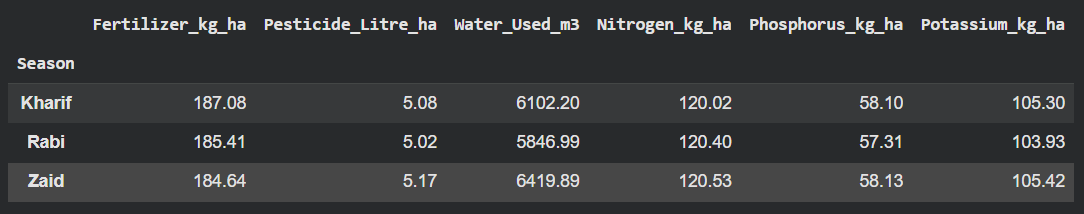 Fertilizer_kg_ha Pesticide_Litre_ha Water_Used_m3 Nitrogen_kg_ha Phosphorus_kg_ha Potassium_kg_ha
Season
Kharif 187.08 5.08 6102.20 120.02 58.10 105.30
Rabi 185.41 5.02 5846.99 120.40 57.31 103.93
Zaid 184.64 5.17 6419.89 120.53 58.13 105.42